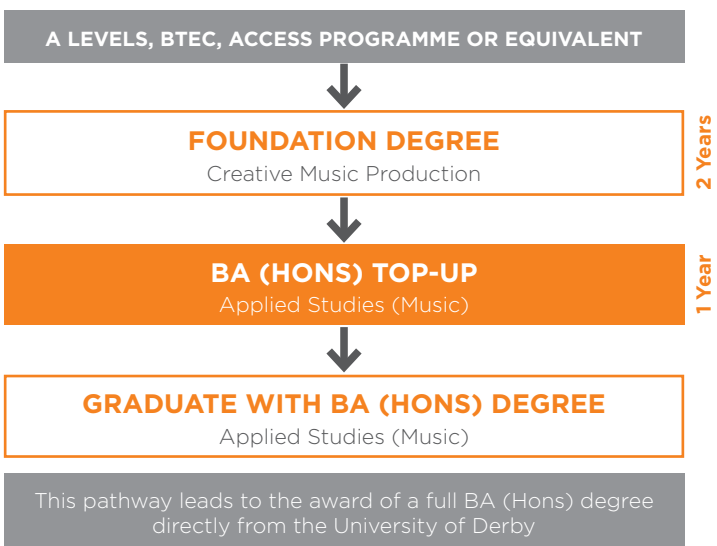 A LEVELS, BTEC, ACCESS PROGRAMME OR EQUIVALENT
FOUNDATION DEGREE
Creative Music Production
2 Years
BA (HONS) TOP-UP
Applied Studies (Music)
1 Year
GRADUATE WITH BA (HONS) DEGREE
Applied Studies (Music)
This pathway leads to the award of a full BA (Hons) degree
directly from the University of Derby